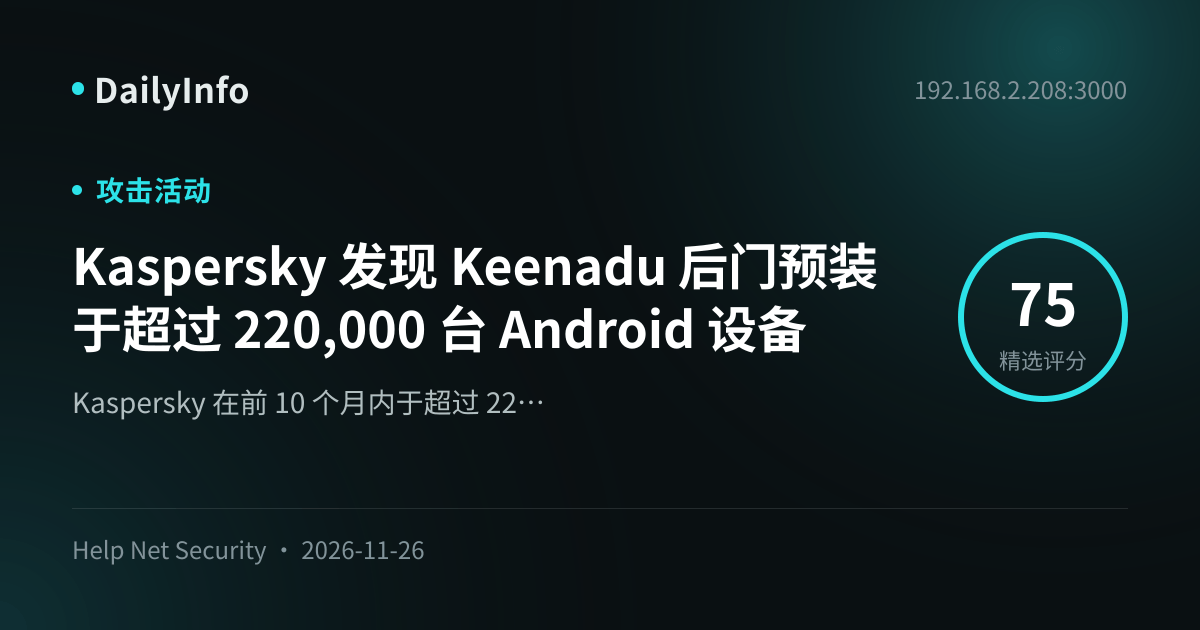 DailyInfo
192.168.2.208:3000
攻击活动
Kaspersky 发现 Keenadu 后门预装
于超过 220,000 台 Android 设备
75
精选评分
Kaspersky 在前 10 个月内于超过 22…
Help Net Security · 2026-11-26